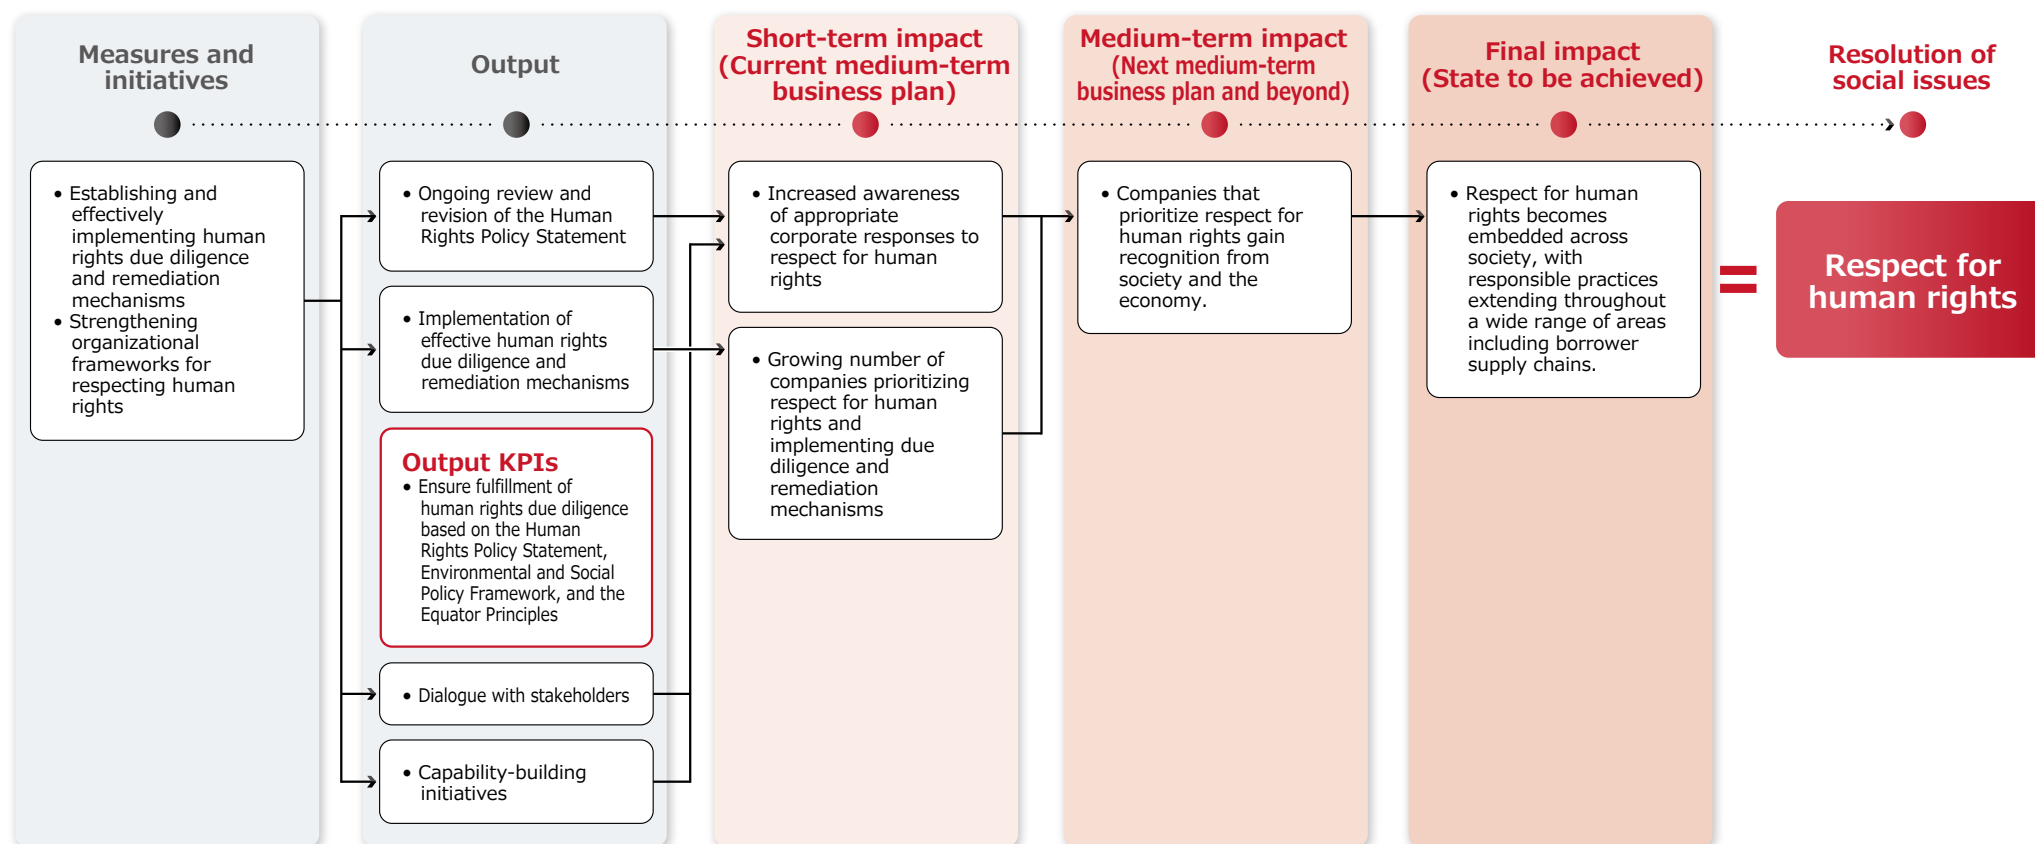 Measures and
initiatives
Output
Short-term impact
(Current medium-term
business plan)
Medium-term impact
(Next medium-term
business plan and beyond)
Final impact
(State to be achieved)
Resolution of
social issues
• Establishing and
effectively
implementing human
rights due diligence
and remediation
mechanisms
• Strengthening
organizational
frameworks for
respecting human
rights
• Ongoing review and
revision of the Human
Rights Policy Statement
• Implementation of
effective human rights
due diligence and
remediation mechanisms
Output KPIs
• Ensure fulfillment of
human rights due diligence
based on the Human
Rights Policy Statement,
Environmental and Social
Policy Framework, and the
Equator Principles
• Dialogue with stakeholders
• Capability-building
initiatives
• Increased awareness
of appropriate
corporate responses to
respect for human
rights
• Growing number of
companies prioritizing
respect for human
rights and
implementing due
diligence and
remediation
mechanisms
• Companies that
prioritize respect for
human rights gain
recognition from
society and the
economy.
• Respect for human
rights becomes
embedded across
society, with
responsible practices
extending throughout
a wide range of areas
including borrower
supply chains.
=
Respect for
human rights